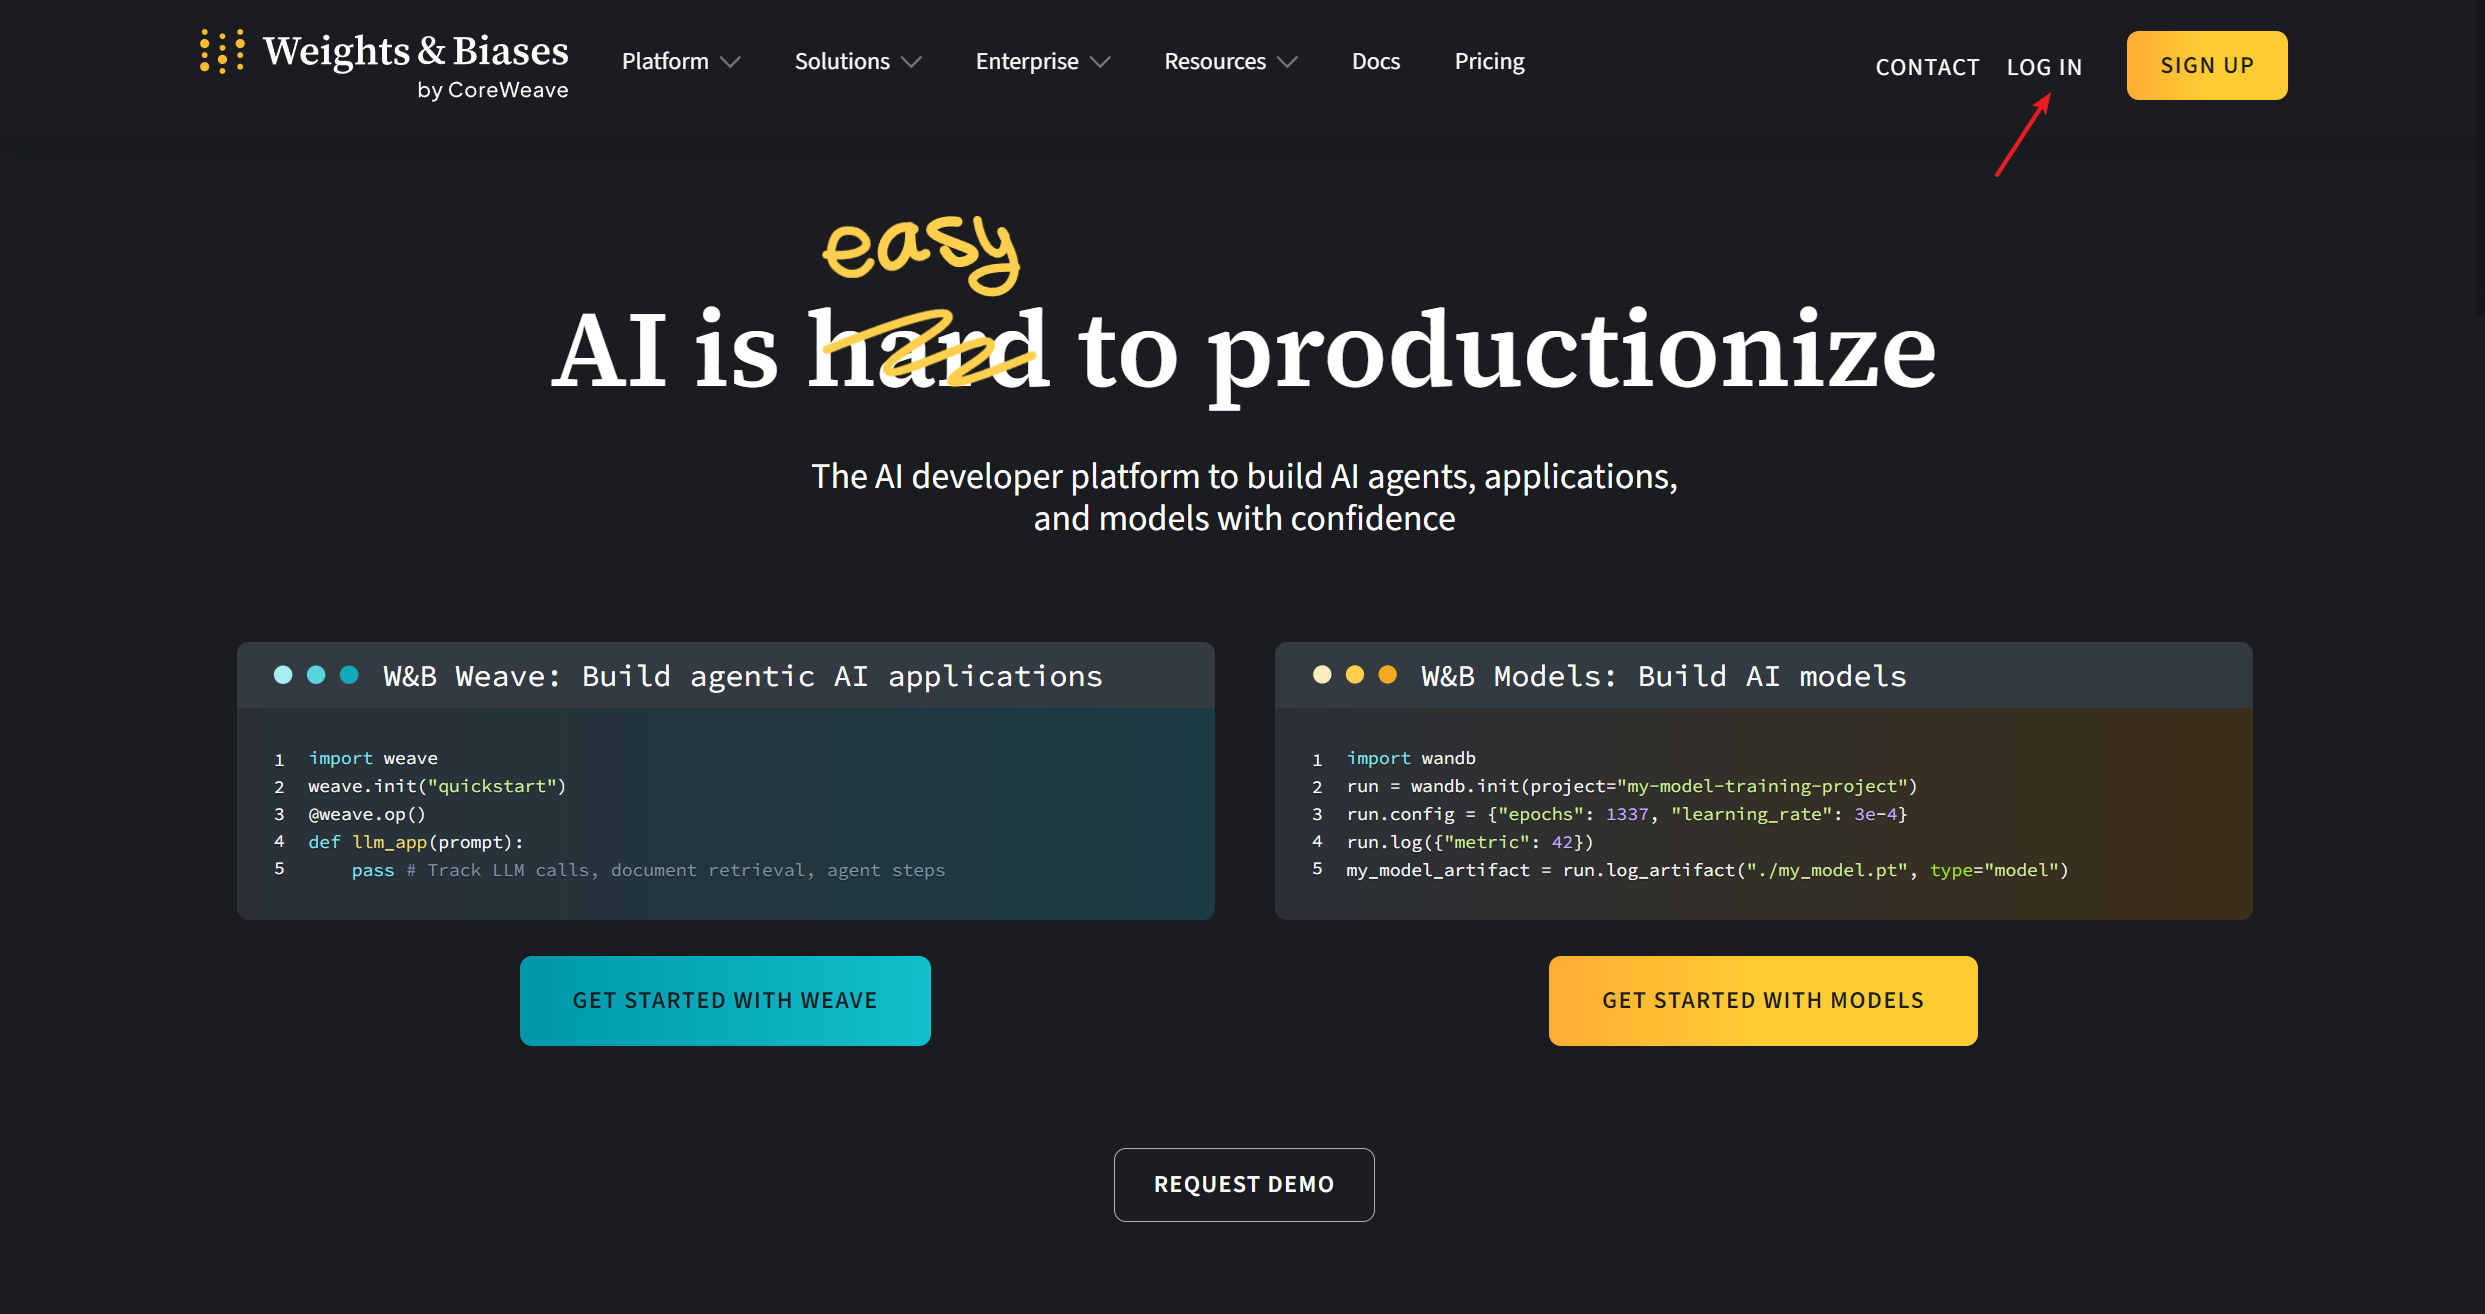 Weights & Biases
by CoreWeave
Platform
Solutions
Enterprise
Resources
Docs
Pricing
CONTACT
LOG IN
SIGN UP
easy
AI is hard to productionize
The AI developer platform to build AI agents, applications,
and models with confidence
W&B Weave: Build agentic AI applications
1 import weave
2 weave.init("quickstart")
3 @weave.op()
4 def llm_app(prompt):
5 pass # Track LLM calls, document retrieval, agent steps
GET STARTED WITH WEAVE
W&B Models: Build AI models
1 import wandb
2 run = wandb.init(project="my-model-training-project")
3 run.config = {"epochs": 1337, "learning_rate": 3e-4}
4 run.log({"metric": 42})
5 my_model_artifact = run.log_artifact("./my_model.pt", type="model")
GET STARTED WITH MODELS
REQUEST DEMO